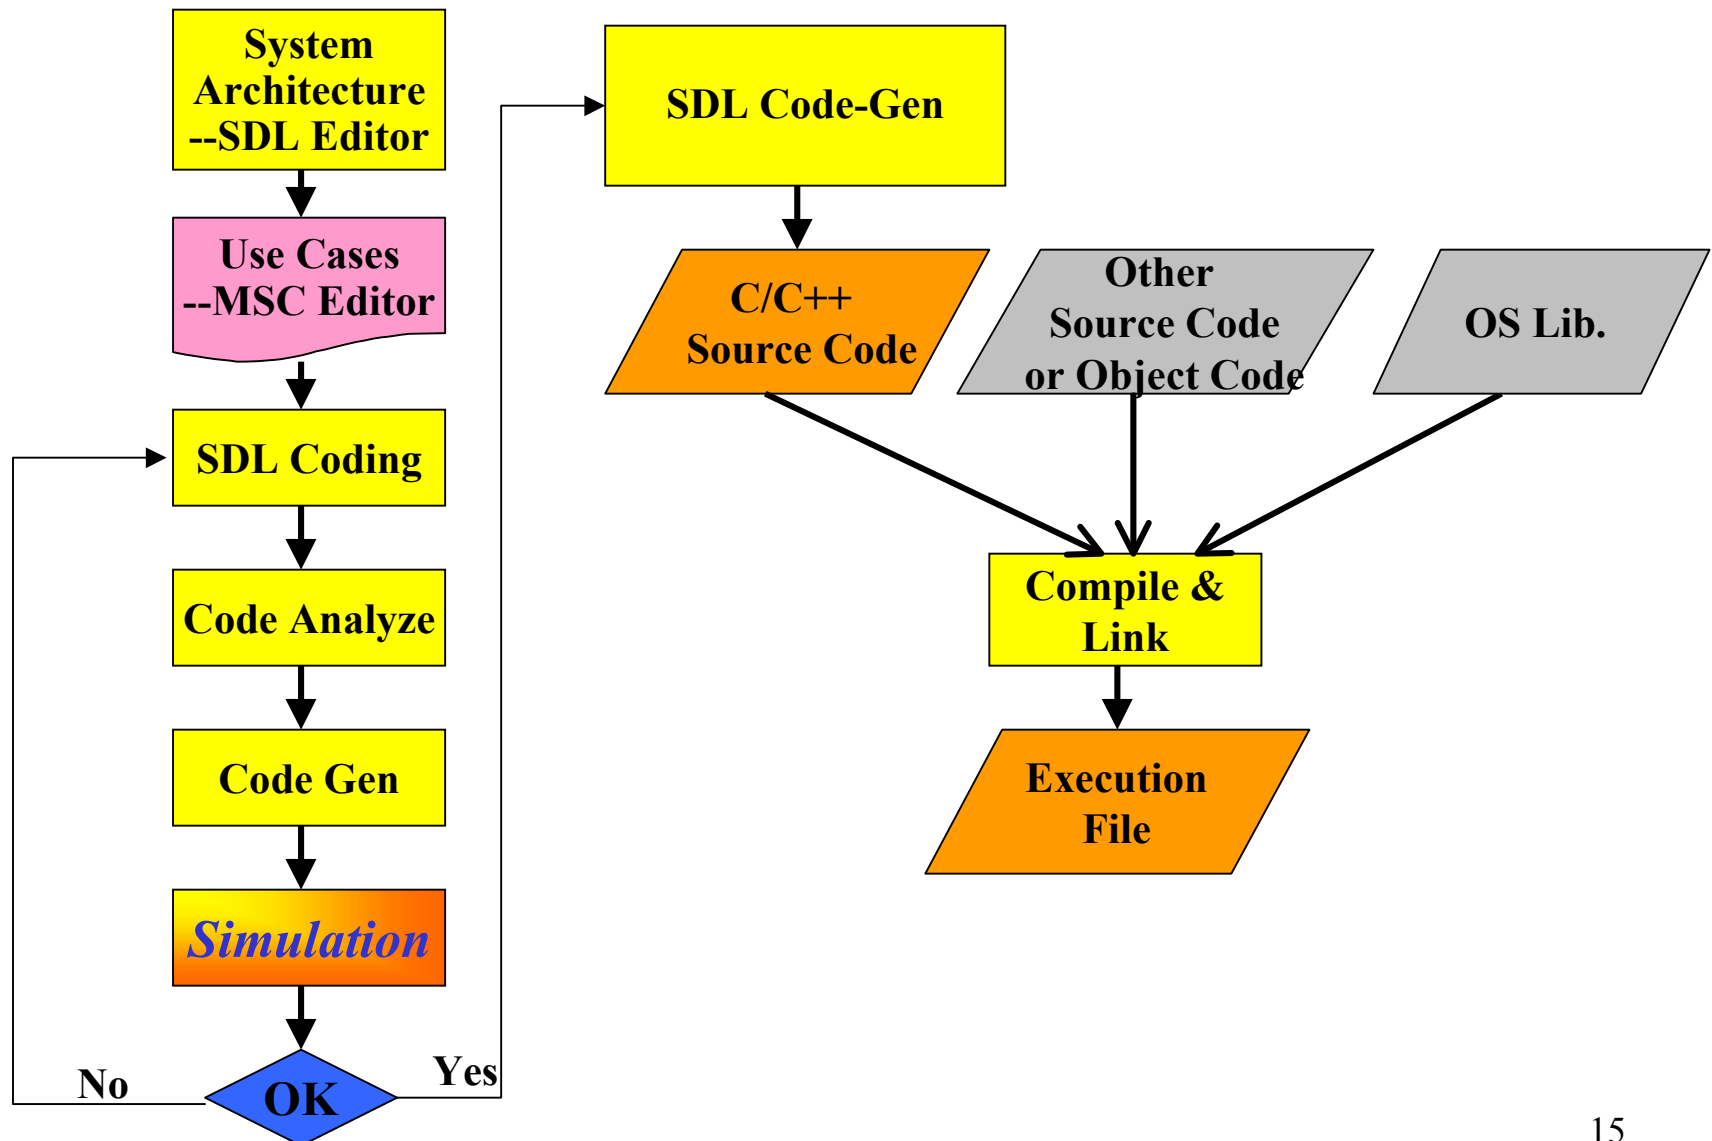 System
Architecture
--SDL Editor
Use Cases
--MSC Editor
SDL Coding
Code Analyze
Code Gen
Simulation
OK
No
Yes
SDL Code-Gen
C/C++
Source Code
Other
Source Code
or Object Code
OS Lib.
Compile &
Link
Execution
File
15